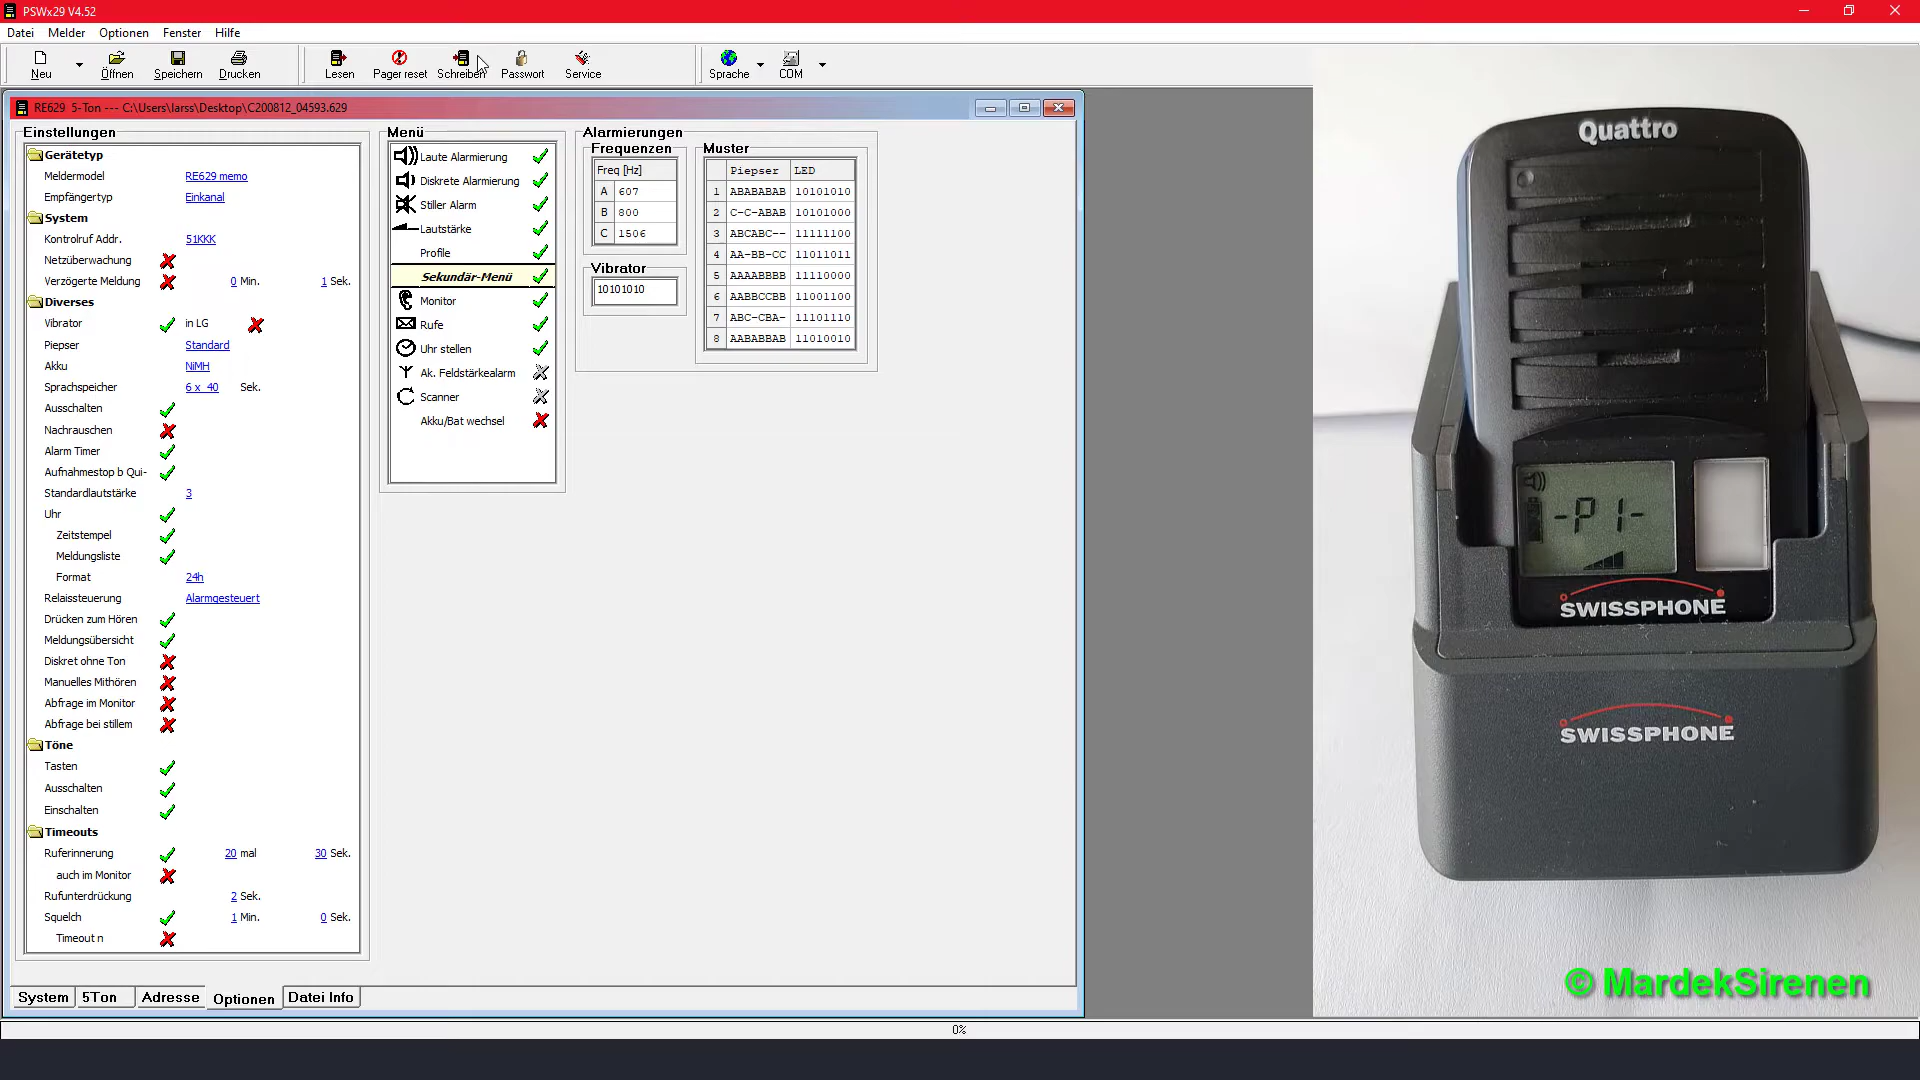 PSWx29 V4.52
Datei Melder Optionen Fenster Hilfe
Neu Öffnen Speichern Drucken Lesen Pager reset Schreiben Passwort Service Sprache COM
RE629 5-Ton --- C:\Users\larss\Desktop\C200812_04593.629
Einstellungen
Gerätetyp
Meldermodel RE629 memo
Empfängertyp Einkanal
System
Kontrolruf Addr. 51KKK
Netzüberwachung
Verzögerte Meldung 0 Min. 1 Sek.
Diverses
Vibrator in LG
Piepser Standard
Akku NiMH
Sprachspeicher 6 x 40 Sek.
Ausschalten
Nachrauschen
Alarm Timer
Aufnahmestop b Qui-
Standardlautstärke 3
Uhr
Zeitstempel
Meldungsliste
Format 24h
Relaissteuerung Alarmgesteuert
Drücken zum Hören
Meldungsübersicht
Diskret ohne Ton
Manuelles Mithören
Abfrage im Monitor
Abfrage bei stillem
Töne
Tasten
Ausschalten
Einschalten
Timeouts
Ruferinnerung 20 mal 30 Sek.
auch im Monitor
Rufunterdrückung 2 Sek.
Squelch 1 Min. 0 Sek.
Timeout n
Menü
Laute Alarmierung
Diskrete Alarmierung
Stiller Alarm
Lautstärke
Profile
Sekundär-Menü
Monitor
Rufe
Uhr stellen
Ak. Feldstärkealarm
Scanner
Akku/Bat wechsel
Alarmierungen
Frequenzen
Freq [Hz]
A 607
B 800
C 1506
Vibrator
10101010
Muster
Piepser LED
1 ABABABAB 10101010
2 C-C-ABAB 10101000
3 ABCABC-- 11111100
4 AA-BB-CC 11011011
5 AAAABBBB 11110000
6 AABBCCBB 11001100
7 ABC-CBA- 11101110
8 AABABBAB 11010010
System 5Ton Adresse Optionen Datei Info
0%
Quattro
-P1-
SWISSPHONE
SWISSPHONE
© MardekSirenen